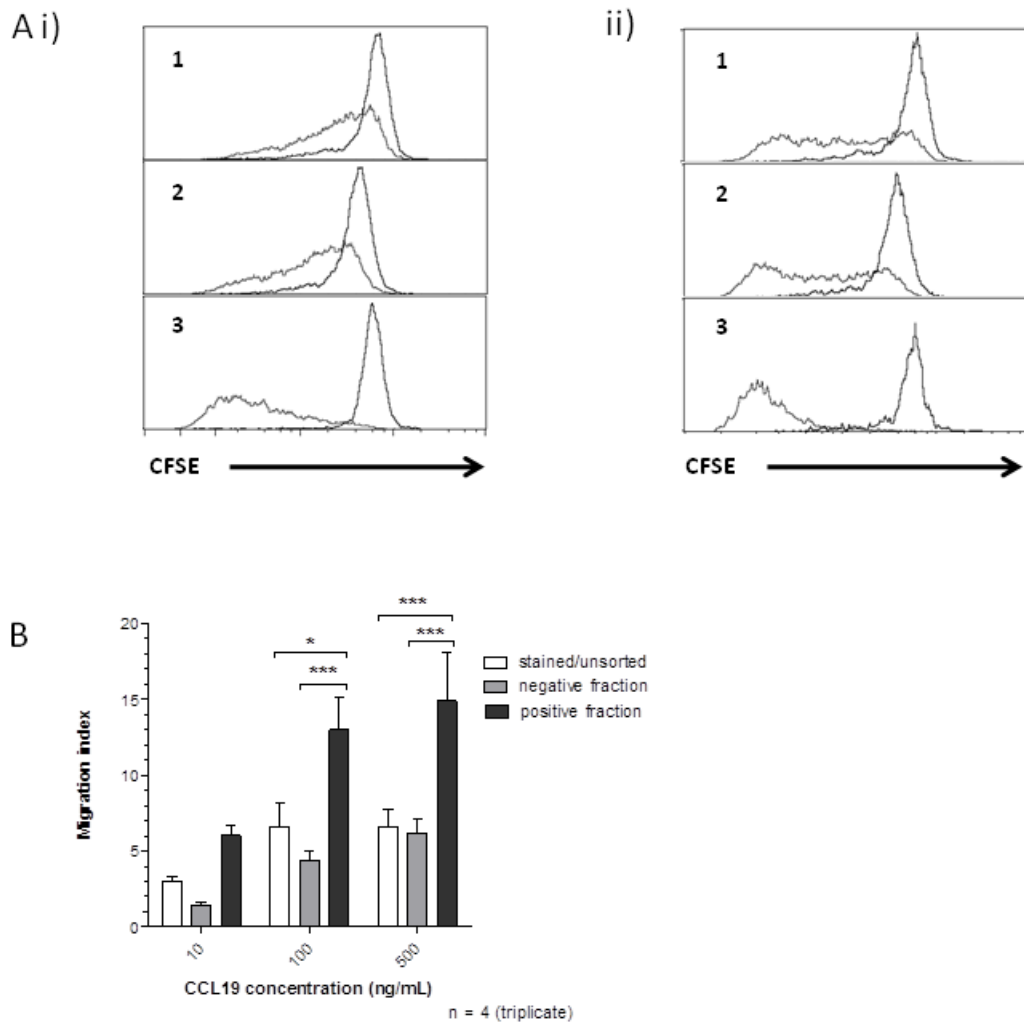 A i)
1
2
3
CFSE
ii)
1
2
3
CFSE
B
***
*
***
***
20
15
10
5
0
Migration index
10
100
500
CCL19 concentration (ng/mL)
stained/unsorted
negative fraction
positive fraction
n = 4 (triplicate)